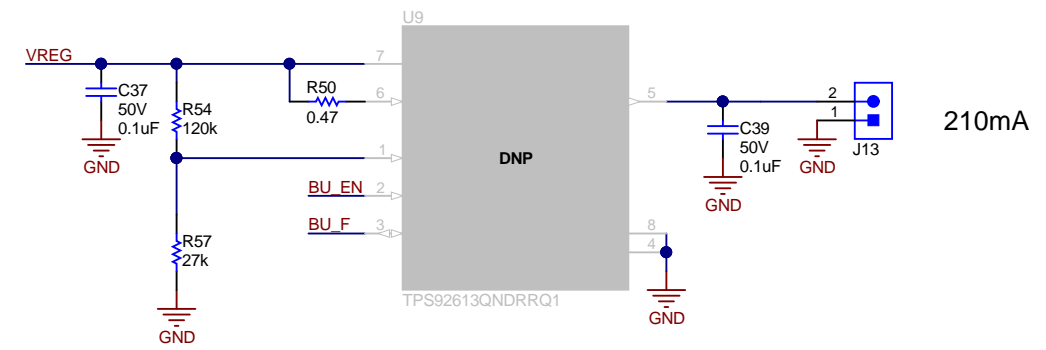 U9
VREG
7
C37
50V
0.1uF
R54
120k
R50
0.47
6
5
2
1
J13
210mA
C39
50V
0.1uF
GND
GND
GND
1
DNP
BU_EN
2
BU_F
3
8
4
R57
27k
TPS92613QNDRRQ1
GND
GND